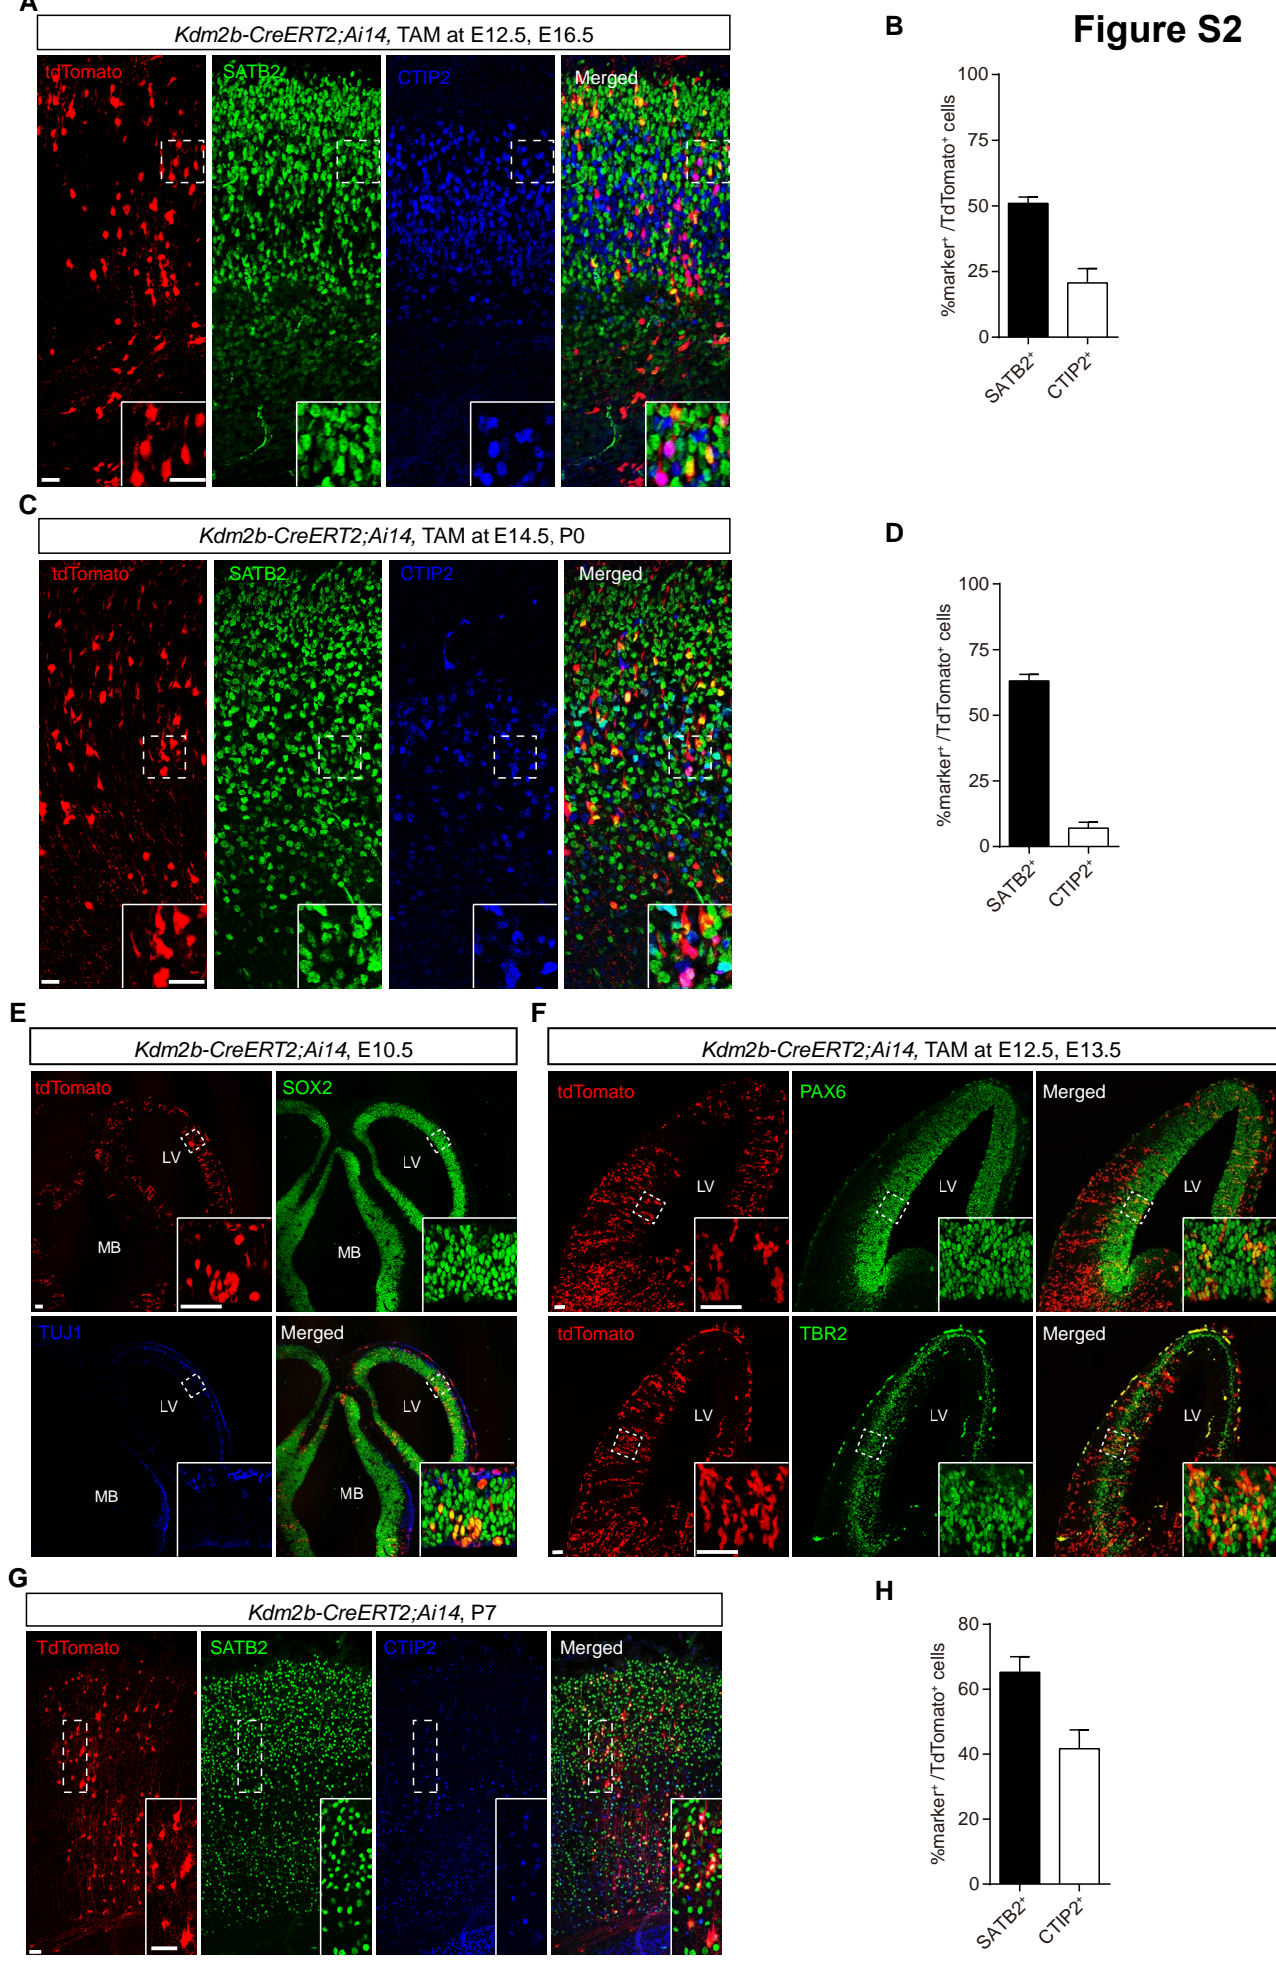 A
Kdm2b-CreERT2;Ai14, TAM at E12.5, E16.5
tdTomato
SATB2
CTIP2
Merged
B
Figure S2
100
75
50
25
0
%marker+ /TdTomato+ cells
SATB2+
CTIP2+
C
Kdm2b-CreERT2;Ai14, TAM at E14.5, P0
tdTomato
SATB2
CTIP2
Merged
D
100
75
50
25
0
%marker+ /TdTomato+ cells
SATB2+
CTIP2+
E
Kdm2b-CreERT2;Ai14, E10.5
tdTomato
LV
MB
SOX2
LV
MB
TUJ1
LV
MB
Merged
LV
MB
F
Kdm2b-CreERT2;Ai14, TAM at E12.5, E13.5
tdTomato
LV
PAX6
LV
Merged
LV
tdTomato
LV
TBR2
LV
Merged
LV
G
Kdm2b-CreERT2;Ai14, P7
TdTomato
SATB2
CTIP2
Merged
H
80
60
40
20
0
%marker+ /TdTomato+ cells
SATB2+
CTIP2+